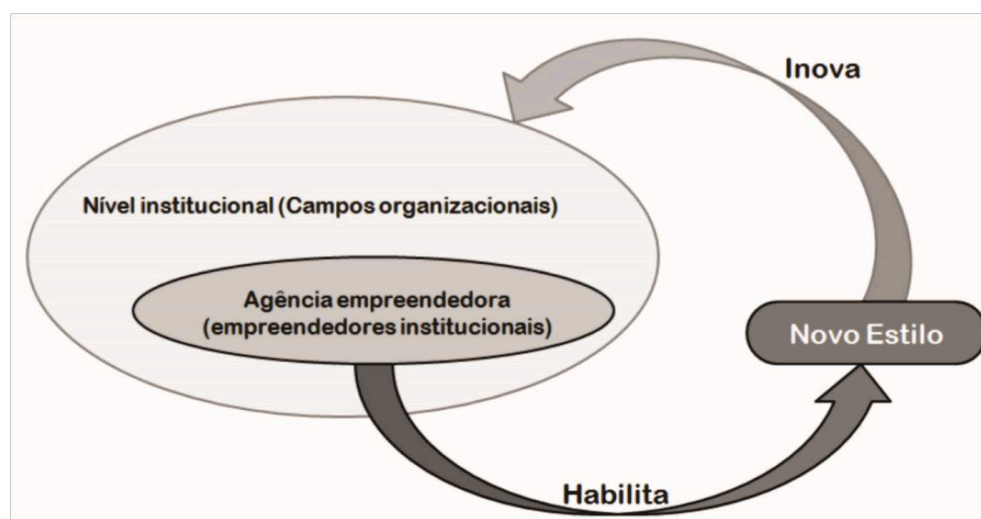 Inova
Nível institucional (Campos organizacionais)
Agência empreendedora
(empreendedores institucionais)
Novo Estilo
Habilita